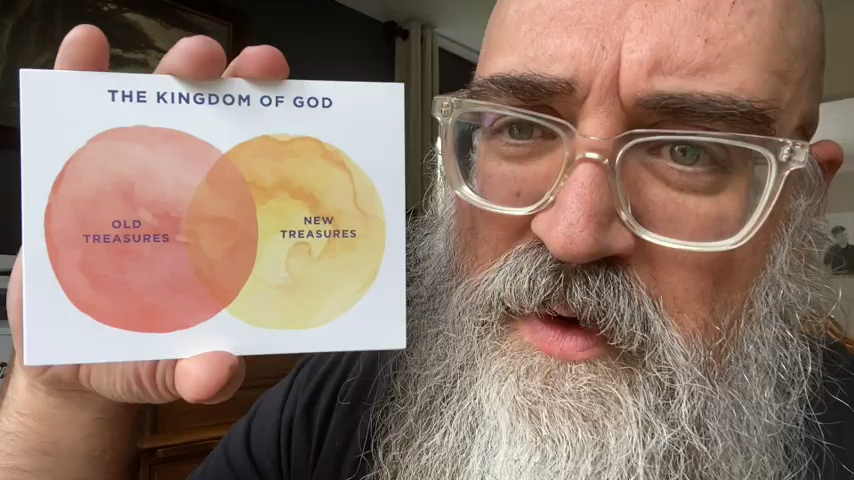 THE KINGDOM OF GOD
OLD
TREASURES
NEW
TREASURES